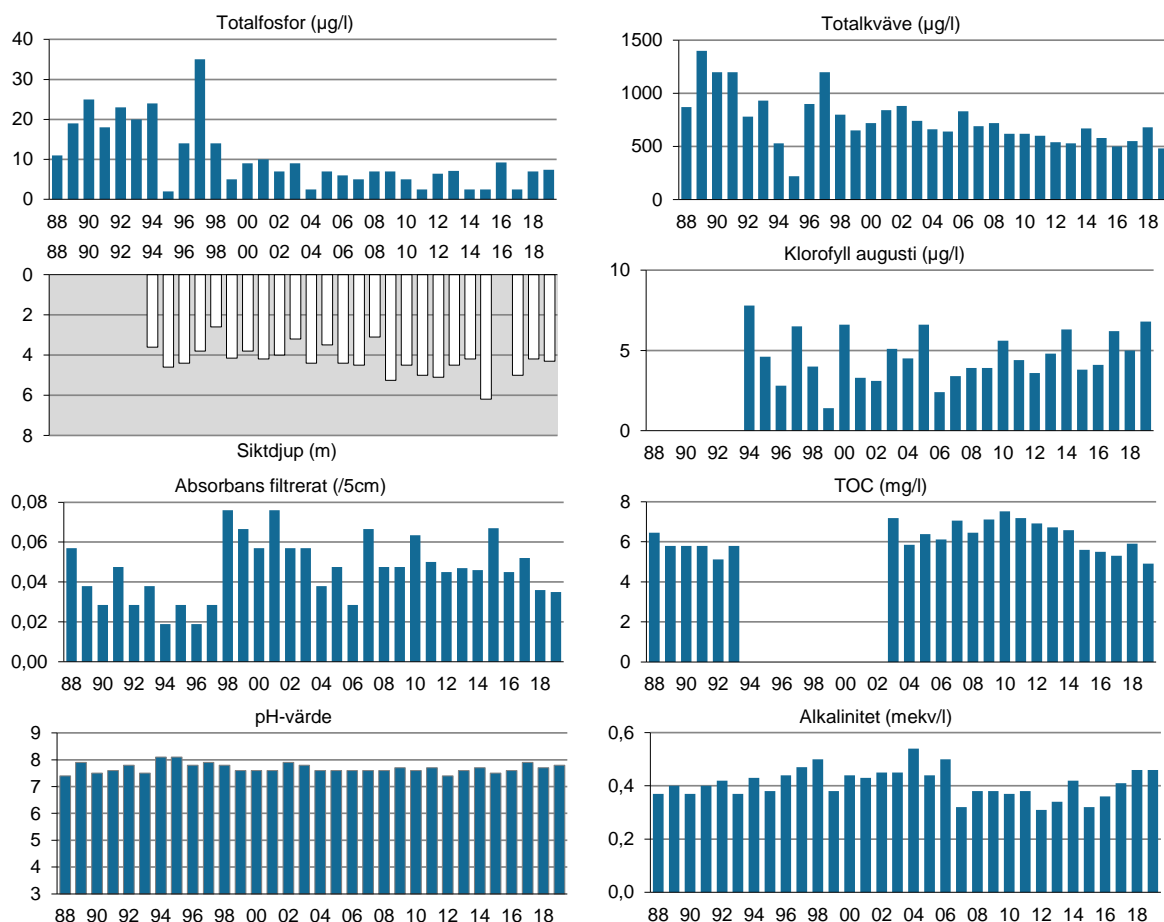 Totalfosfor (µg/l)
40
30
20
10
0
88 90 92 94 96 98 00 02 04 06 08 10 12 14 16 18
Totalkväve (µg/l)
1500
1000
500
0
88 90 92 94 96 98 00 02 04 06 08 10 12 14 16 18
88 90 92 94 96 98 00 02 04 06 08 10 12 14 16 18
0
2
4
6
8
Siktdjup (m)
Klorofyll augusti (µg/l)
10
5
0
88 90 92 94 96 98 00 02 04 06 08 10 12 14 16 18
Absorbans filtrerat (/5cm)
0,08
0,06
0,04
0,02
0,00
88 90 92 94 96 98 00 02 04 06 08 10 12 14 16 18
TOC (mg/l)
8
6
4
2
0
88 90 92 94 96 98 00 02 04 06 08 10 12 14 16 18
pH-värde
9
8
7
6
5
4
3
88 90 92 94 96 98 00 02 04 06 08 10 12 14 16 18
Alkalinitet (mekv/l)
0,6
0,4
0,2
0,0
88 90 92 94 96 98 00 02 04 06 08 10 12 14 16 18